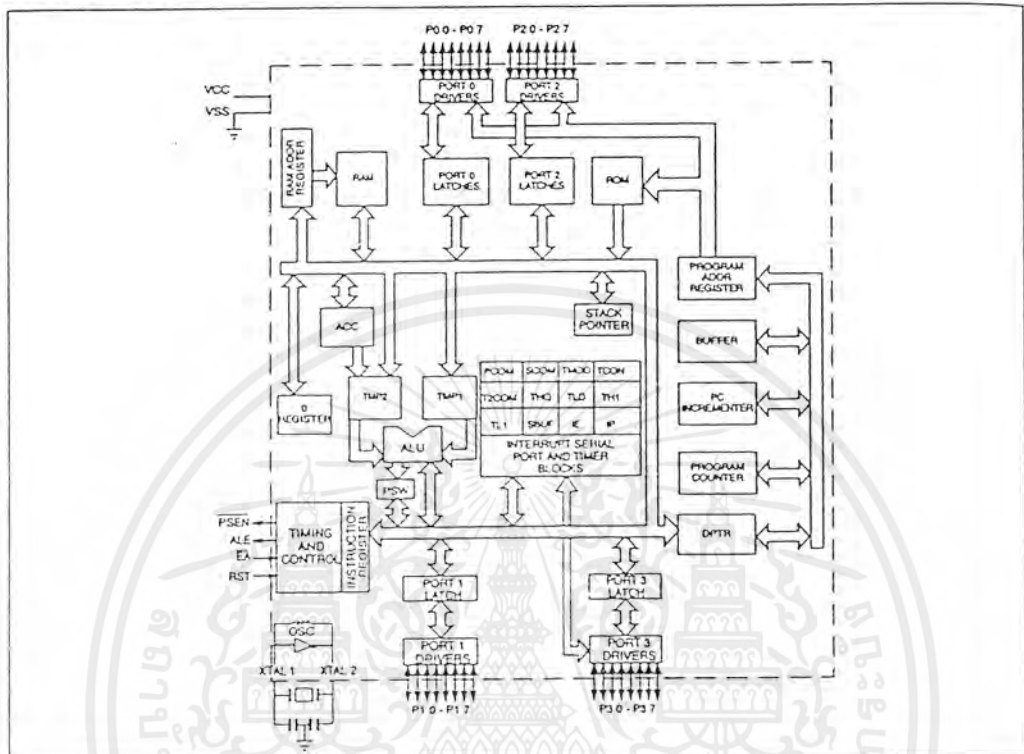 P0.0 - P0.7 P2.0 - P2.7
VCC
VSS
PORT 0
DRIVERS
PORT 2
DRIVERS
RAM ADDR
REGISTER
RAM
PORT 0
LATCHES
PORT 2
LATCHES
ROM
PROGRAM
ADDR
REGISTER
ACC
STACK
POINTER
BUFFER
PCON SCON TMOD TCON
T2CON TH0 TL0 TH1
TL1 SBUF IE IP
INTERRUPT SERIAL
PORT AND TIMER
BLOCKS
TMP2
TMP1
PC
INCREMENTER
REGISTER
ALU
PROGRAM
COUNTER
PSW
PSEN
ALE
EA
RST
TIMING
AND
CONTROL
INSTRUCTION
REGISTER
DPTR
PORT 1
LATCH
PORT 3
LATCH
OSC
PORT 1
DRIVERS
PORT 3
DRIVERS
XTAL 1 XTAL 2
P1.0 - P1.7
P3.0 - P3.7